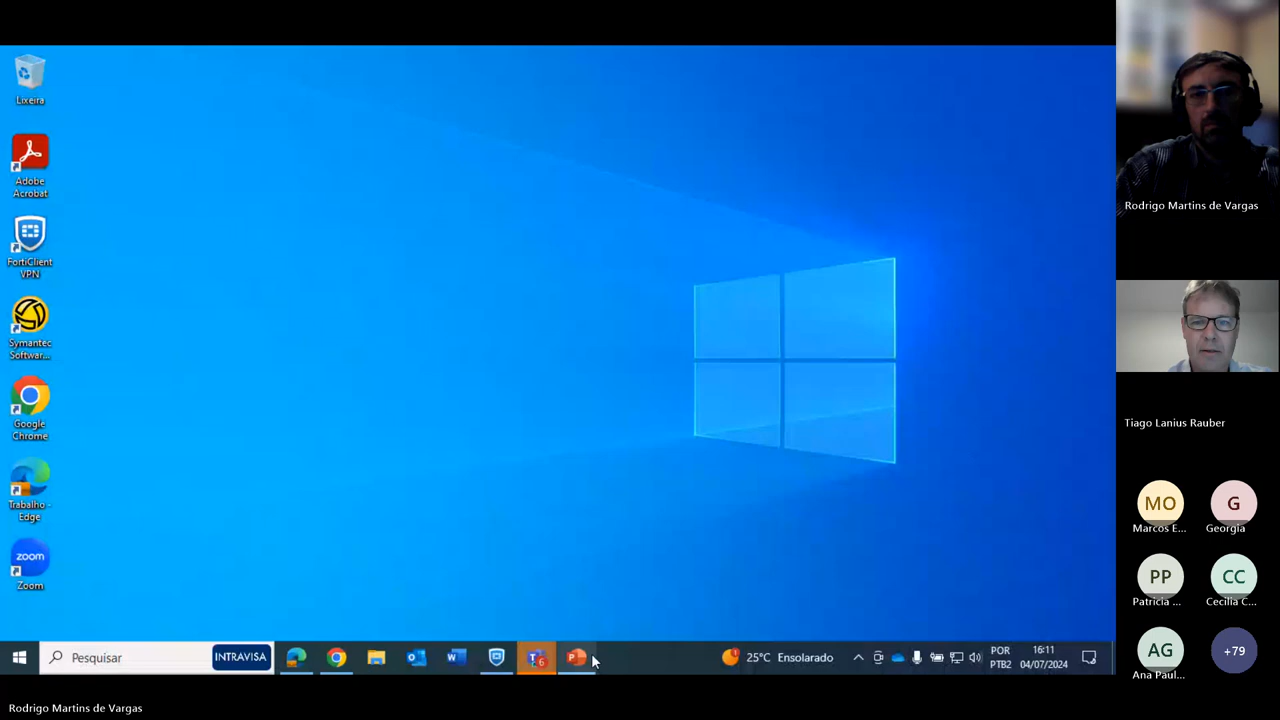 Lixeira
Adobe
Acrobat
FortiClient
VPN
Symantec
Softwar...
Google
Chrome
Trabalho -
Edge
zoom
Zoom
Pesquisar
INTRAVISA
25°C Ensolarado
POR
PTB2
16:11
04/07/2024
Rodrigo Martins de Vargas
Rodrigo Martins de Vargas
Tiago Lanius Rauber
MO
Marcos E...
G
Georgia
PP
Patricia ...
CC
Cecilia C...
AG
Ana Paul...
+79